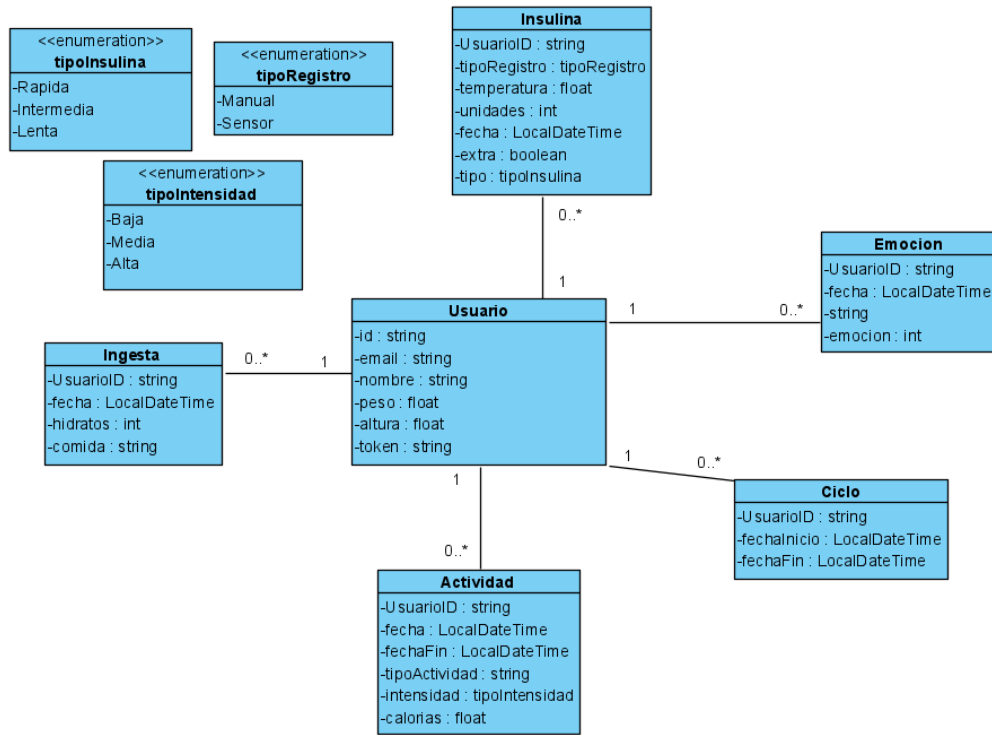 <<enumeration>>
tipoInsulina
-Rapida
-Intermedia
-Lenta
<<enumeration>>
tipoRegistro
-Manual
-Sensor
<<enumeration>>
tipoIntensidad
-Baja
-Media
-Alta
Insulina
-UsuarioID : string
-tipoRegistro : tipoRegistro
-temperatura : float
-unidades : int
-fecha : LocalDateTime
-extra : boolean
-tipo : tipoInsulina
0..*
1
Emocion
-UsuarioID : string
-fecha : LocalDateTime
-string
-emocion : int
1
0..*
Usuario
-id : string
-email : string
-nombre : string
-peso : float
-altura : float
-token : string
Ingesta
-UsuarioID : string
-fecha : LocalDateTime
-hidratos : int
-comida : string
0..*
1
1
0..*
Ciclo
-UsuarioID : string
-fechaInicio : LocalDateTime
-fechaFin : LocalDateTime
1
0..*
Actividad
-UsuarioID : string
-fecha : LocalDateTime
-fechaFin : LocalDateTime
-tipoActividad : string
-intensidad : tipoIntensidad
-calorias : float